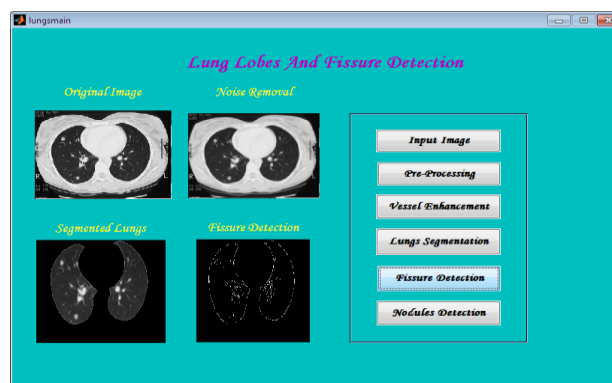 lungsmain
Lung Lobes And Fissure Detection
Original Image
Noise Removal
Segmented Lungs
Fissure Detection
Input Image
Pre-Processing
Vessel Enhancement
Lungs Segmentation
Fissure Detection
Nodules Detection
R